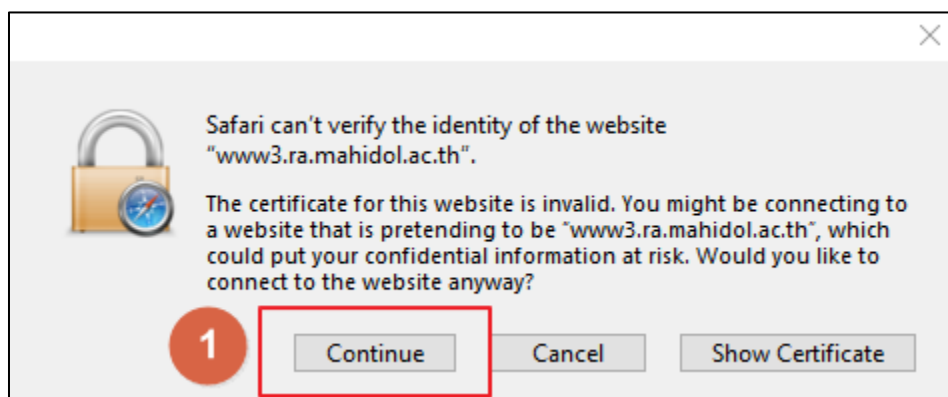 Safari can't verify the identity of the website
"www3.ra.mahidol.ac.th".
The certificate for this website is invalid. You might be connecting to
a website that is pretending to be "www3.ra.mahidol.ac.th", which
could put your confidential information at risk. Would you like to
connect to the website anyway?
1 Continue Cancel Show Certificate